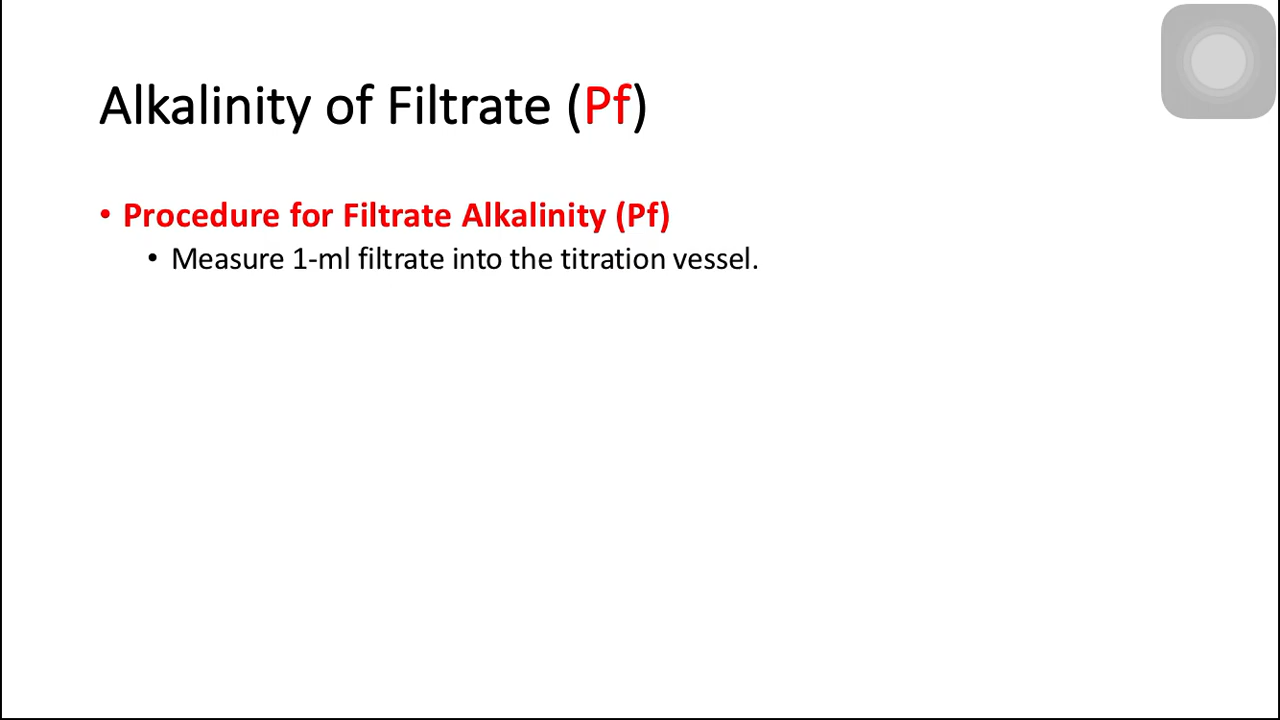 Alkalinity of Filtrate (Pf)
• Procedure for Filtrate Alkalinity (Pf)
• Measure 1-ml filtrate into the titration vessel.